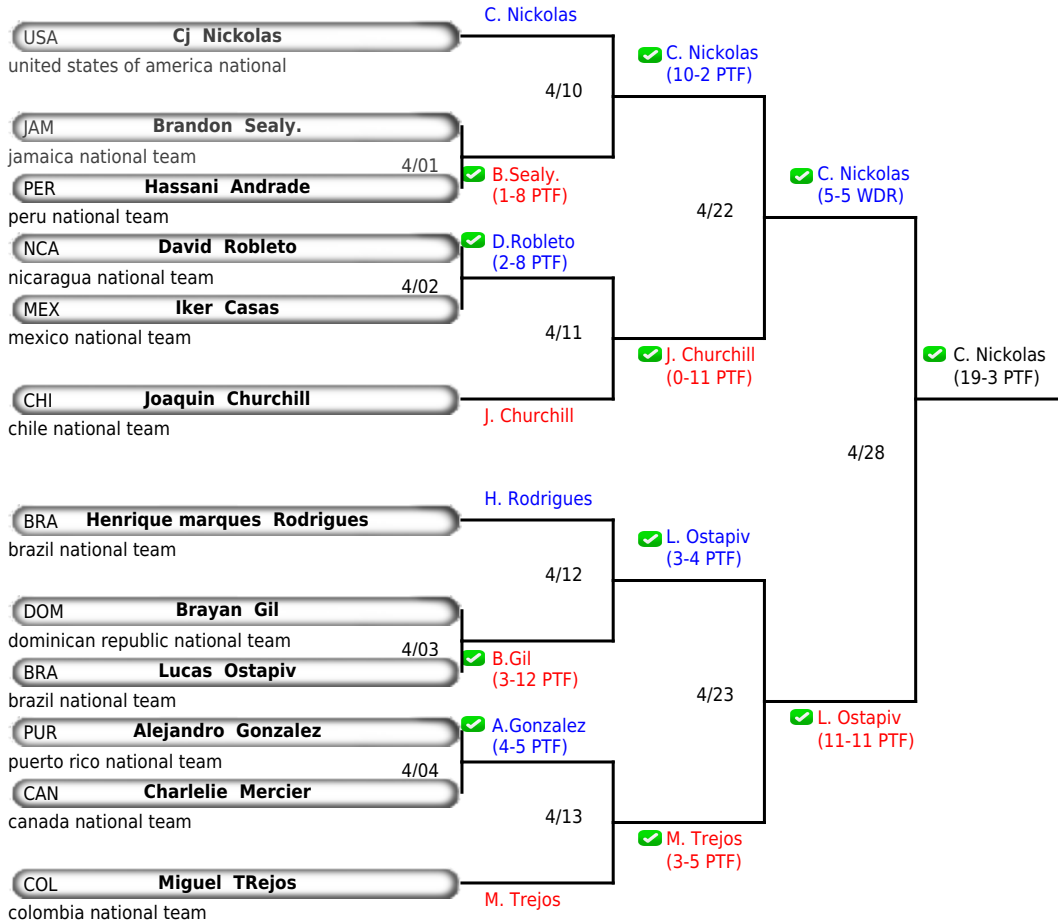 C. Nickolas
USA Cj Nickolas
united states of america national
C. Nickolas
(10-2 PTF)
4/10
JAM Brandon Sealy.
jamaica national team
4/01
B.Sealy.
(1-8 PTF)
PER Hassani Andrade
peru national team
C. Nickolas
(5-5 WDR)
4/22
NCA David Robleto
nicaragua national team
D.Robleto
(2-8 PTF)
4/02
MEX Iker Casas
mexico national team
4/11
J. Churchill
(0-11 PTF)
CHI Joaquin Churchill
chile national team
J. Churchill
C. Nickolas
(19-3 PTF)
4/28
H. Rodrigues
BRA Henrique marques Rodrigues
brazil national team
L. Ostapiv
(3-4 PTF)
4/12
DOM Brayan Gil
dominican republic national team
4/03
B.Gil
(3-12 PTF)
BRA Lucas Ostapiv
brazil national team
4/23
L. Ostapiv
(11-11 PTF)
PUR Alejandro Gonzalez
puerto rico national team
A.Gonzalez
(4-5 PTF)
4/04
CAN Charlelie Mercier
canada national team
4/13
M. Trejos
(3-5 PTF)
COL Miguel TRejos
colombia national team
M. Trejos